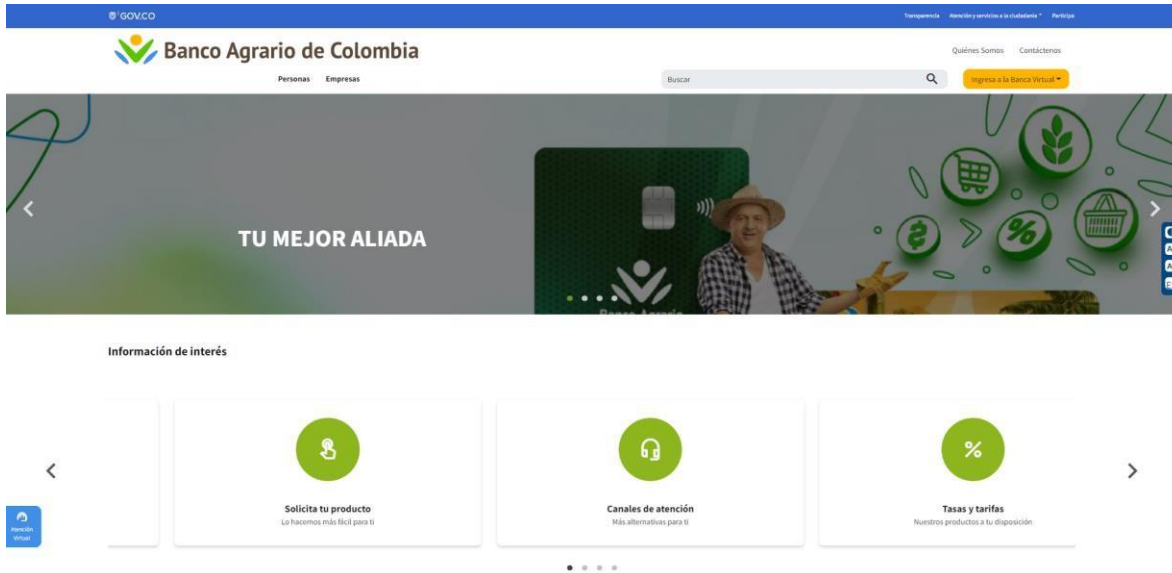 GOV.CO
Transparencia Atención y servicios a la ciudadanía Participa
Banco Agrario de Colombia
Quiénes Somos Contáctenos
Personas Empresas
Buscar
Ingresa a la Banca Virtual
TU MEJOR ALIADA
Banco Agrario
Información de interés
Solicita tu producto
Lo hacemos más fácil para ti
Canales de atención
Más alternativas para ti
Tasas y tarifas
Nuestros productos a tu disposición
Atención
Virtual